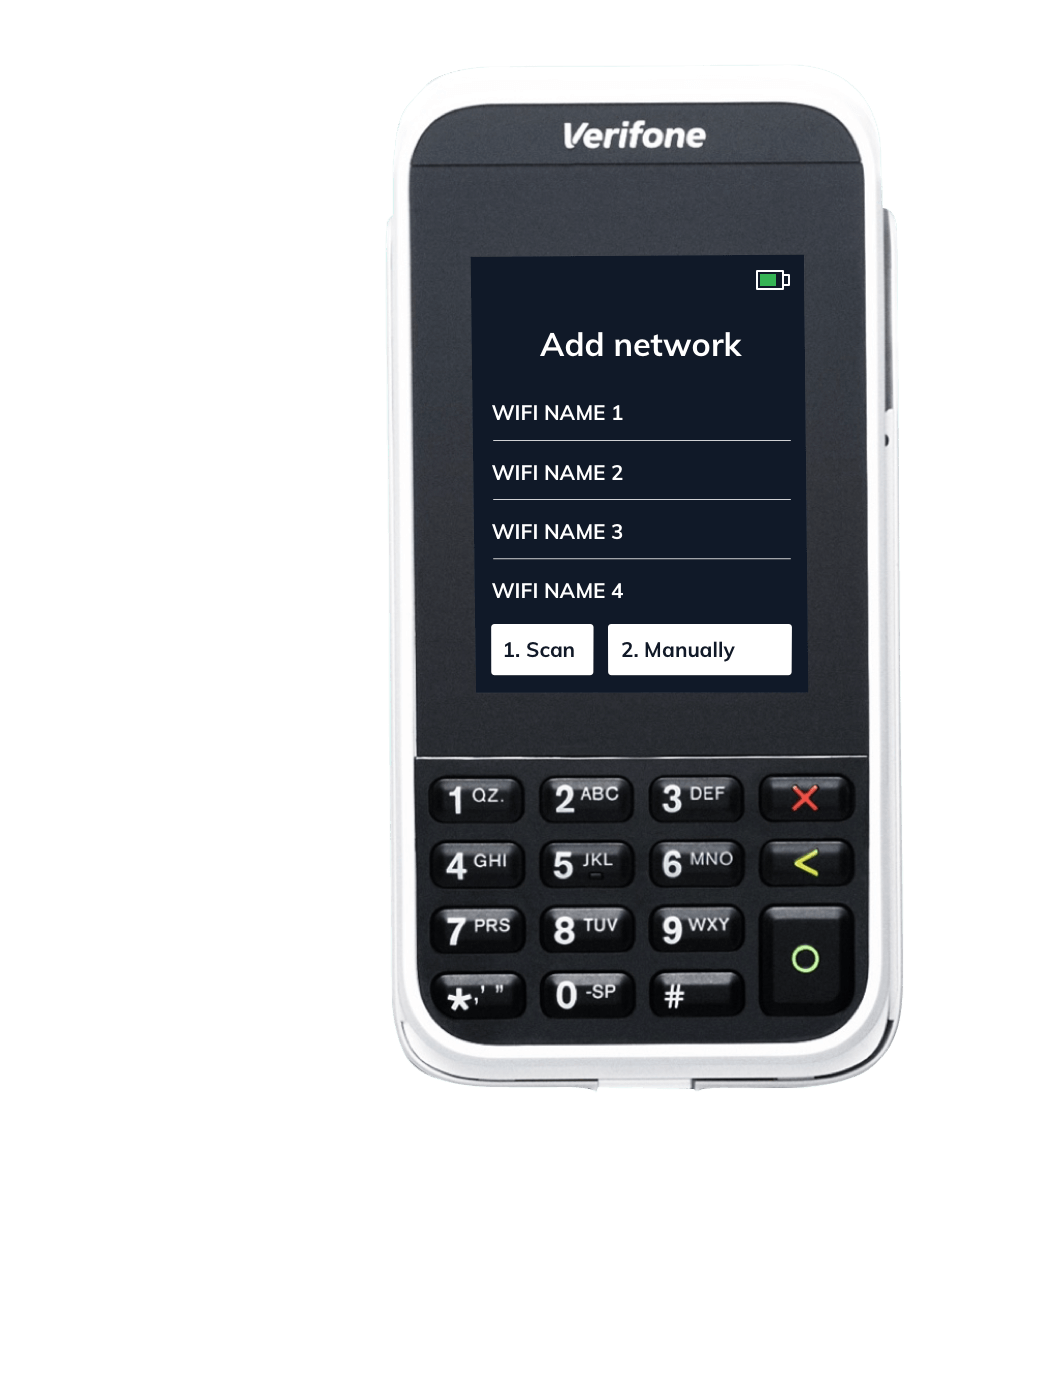 Verifone
Add network
WIFI NAME 1
WIFI NAME 2
WIFI NAME 3
WIFI NAME 4
1. Scan 2. Manually
1 QZ. 2 ABC 3 DEF
4 GHI 5 JKL 6 MNO <
7 PRS 8 TUV 9 WXY
*,' " 0 -SP #